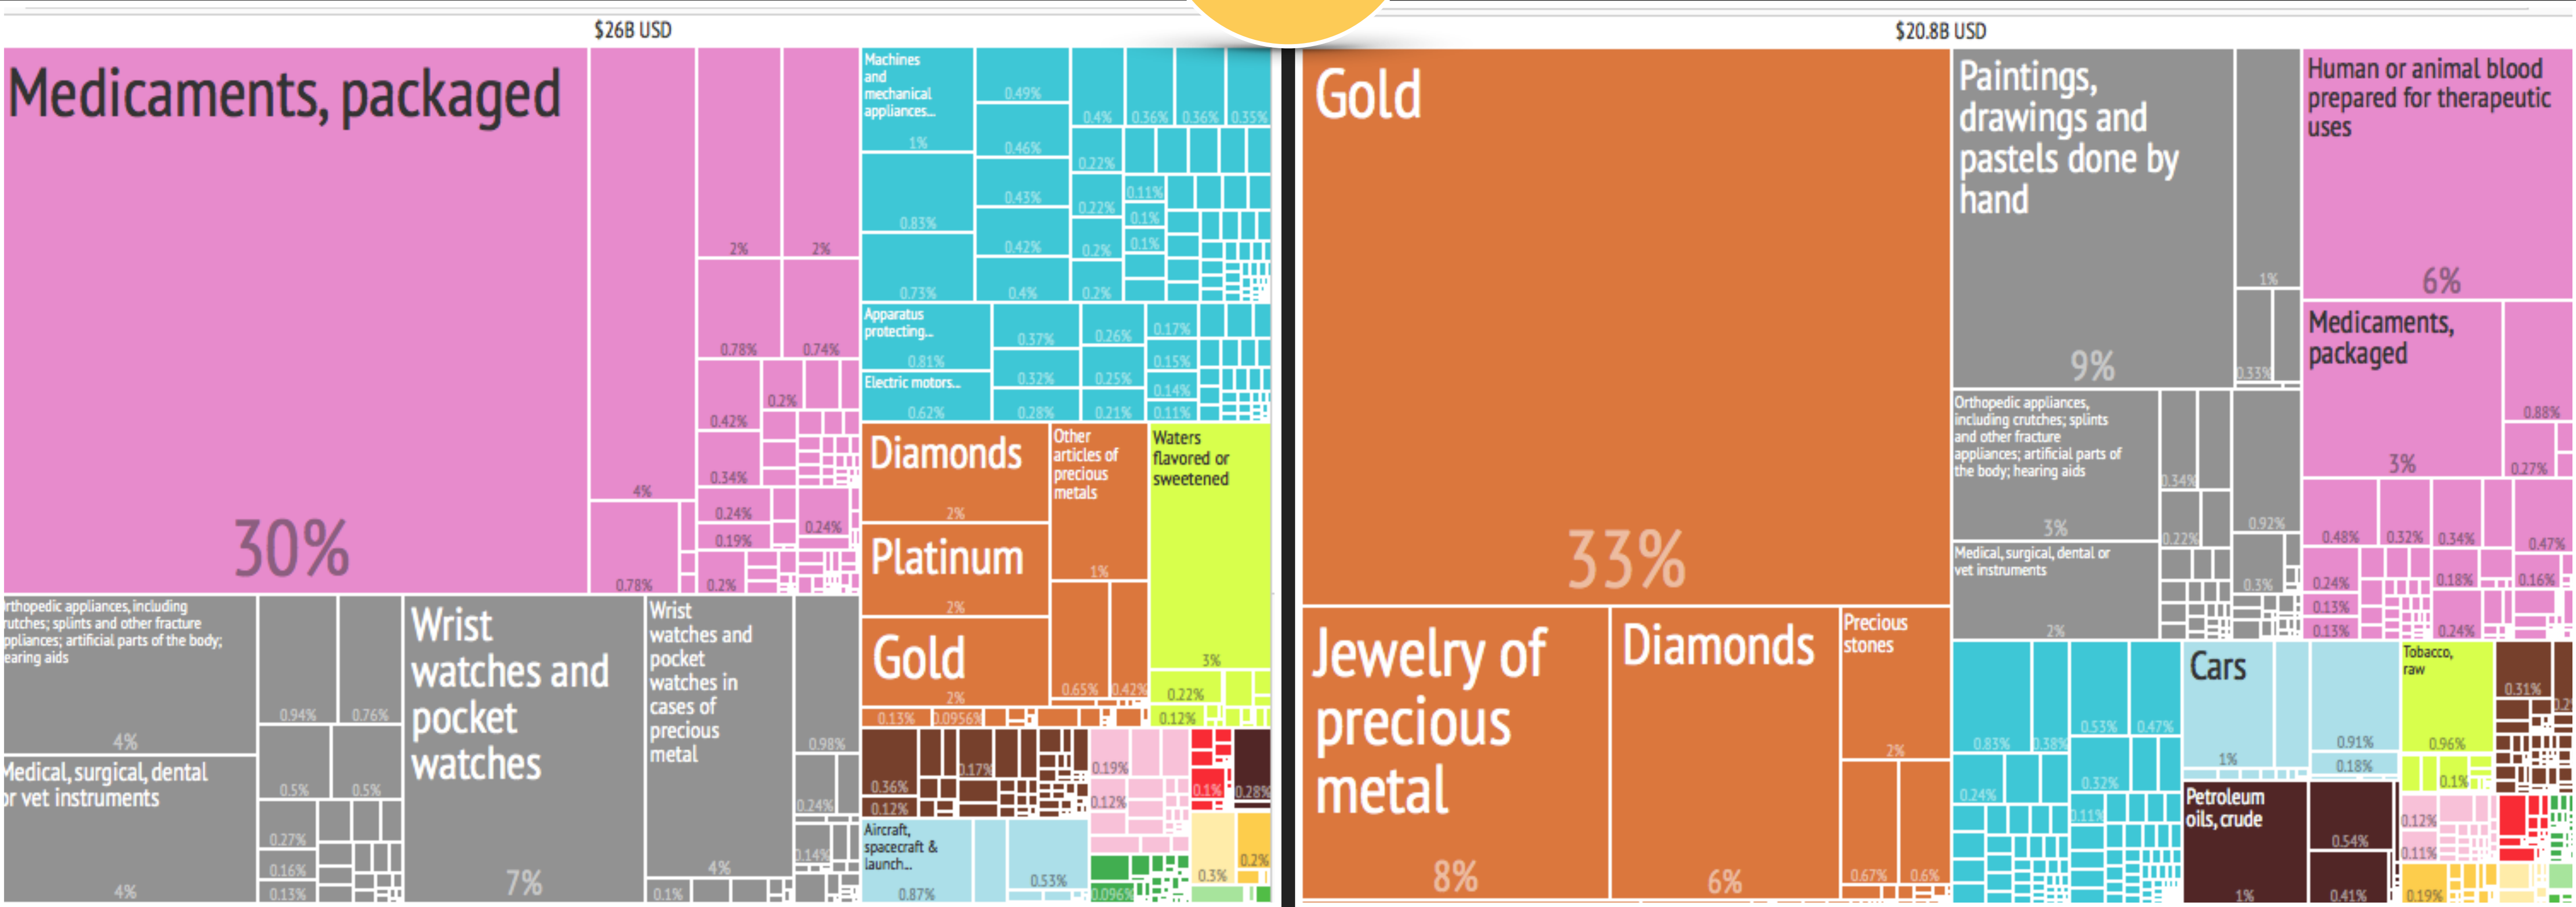 $26B USD
Medicaments, packaged
30%
4%
0.78%
2%
2%
0.78%
0.74%
0.42%
0.2%
0.34%
0.24%
0.24%
0.19%
0.2%
rthopedic appliances, including
rutches; splints and other fracture
ppliances; artificial parts of the body;
earing aids
4%
Medical, surgical, dental
or vet instruments
4%
0.94%
0.76%
0.5%
0.5%
0.27%
0.16%
0.13%
Wrist
watches and
pocket
watches
7%
Wrist
watches and
pocket
watches in
cases of
precious
metal
4%
0.1%
0.98%
0.24%
0.14%
Machines
and
mechanical
appliances...
1%
0.83%
0.73%
0.49%
0.46%
0.43%
0.42%
0.4%
0.4%
0.36%
0.36%
0.35%
0.22%
0.22%
0.2%
0.2%
0.11%
0.1%
0.1%
Apparatus
protecting...
0.81%
Electric motors...
0.62%
0.37%
0.32%
0.28%
0.26%
0.25%
0.21%
0.17%
0.15%
0.14%
0.11%
Diamonds
2%
Platinum
2%
Gold
2%
Other
articles of
precious
metals
1%
0.65%
0.42%
0.13%
0.0956%
Waters
flavored or
sweetened
3%
0.22%
0.12%
0.36%
0.12%
0.17%
0.19%
0.12%
0.1%
0.28%
Aircraft,
spacecraft &
launch...
0.87%
0.53%
0.096%
0.3%
0.2%
$20.8B USD
Gold
33%
Jewelry of
precious
metal
8%
Diamonds
6%
Precious
stones
2%
0.67%
0.6%
Paintings,
drawings and
pastels done by
hand
9%
1%
0.33%
Orthopedic appliances,
including crutches; splints
and other fracture
appliances; artificial parts of
the body; hearing aids
3%
Medical, surgical, dental or
vet instruments
2%
0.34%
0.22%
0.92%
0.3%
Human or animal blood
prepared for therapeutic
uses
6%
Medicaments,
packaged
3%
0.88%
0.27%
0.48%
0.32%
0.34%
0.47%
0.24%
0.18%
0.16%
0.13%
0.13%
0.24%
0.83%
0.38%
0.53%
0.47%
0.24%
0.32%
0.11%
Cars
1%
0.91%
0.18%
Petroleum
oils, crude
1%
0.54%
0.41%
Tobacco,
raw
0.96%
0.1%
0.31%
0.12%
0.11%
0.19%